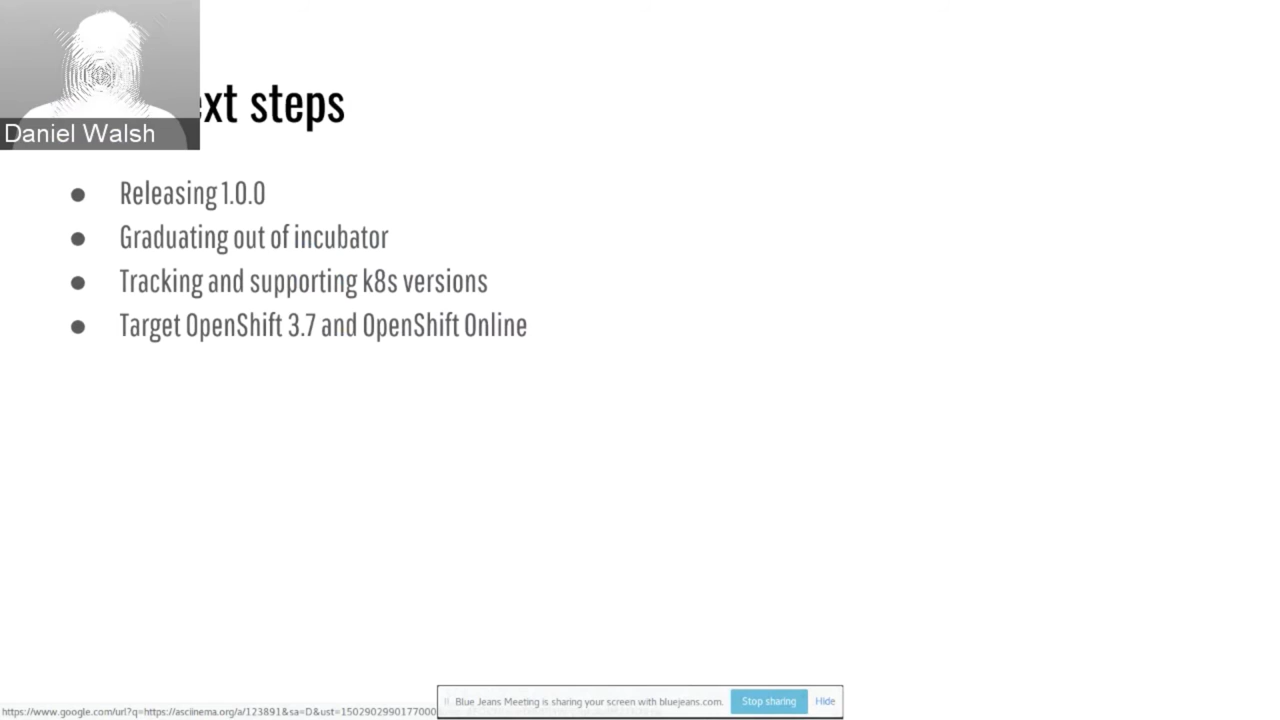 Daniel Walsh
ext steps
● Releasing 1.0.0
● Graduating out of incubator
● Tracking and supporting k8s versions
● Target OpenShift 3.7 and OpenShift Online
Blue Jeans Meeting is sharing your screen with bluejeans.com. Stop sharing Hide
https://www.google.com/url?q=https://asciinema.org/a/123891&sa=D&ust=1502902990177000